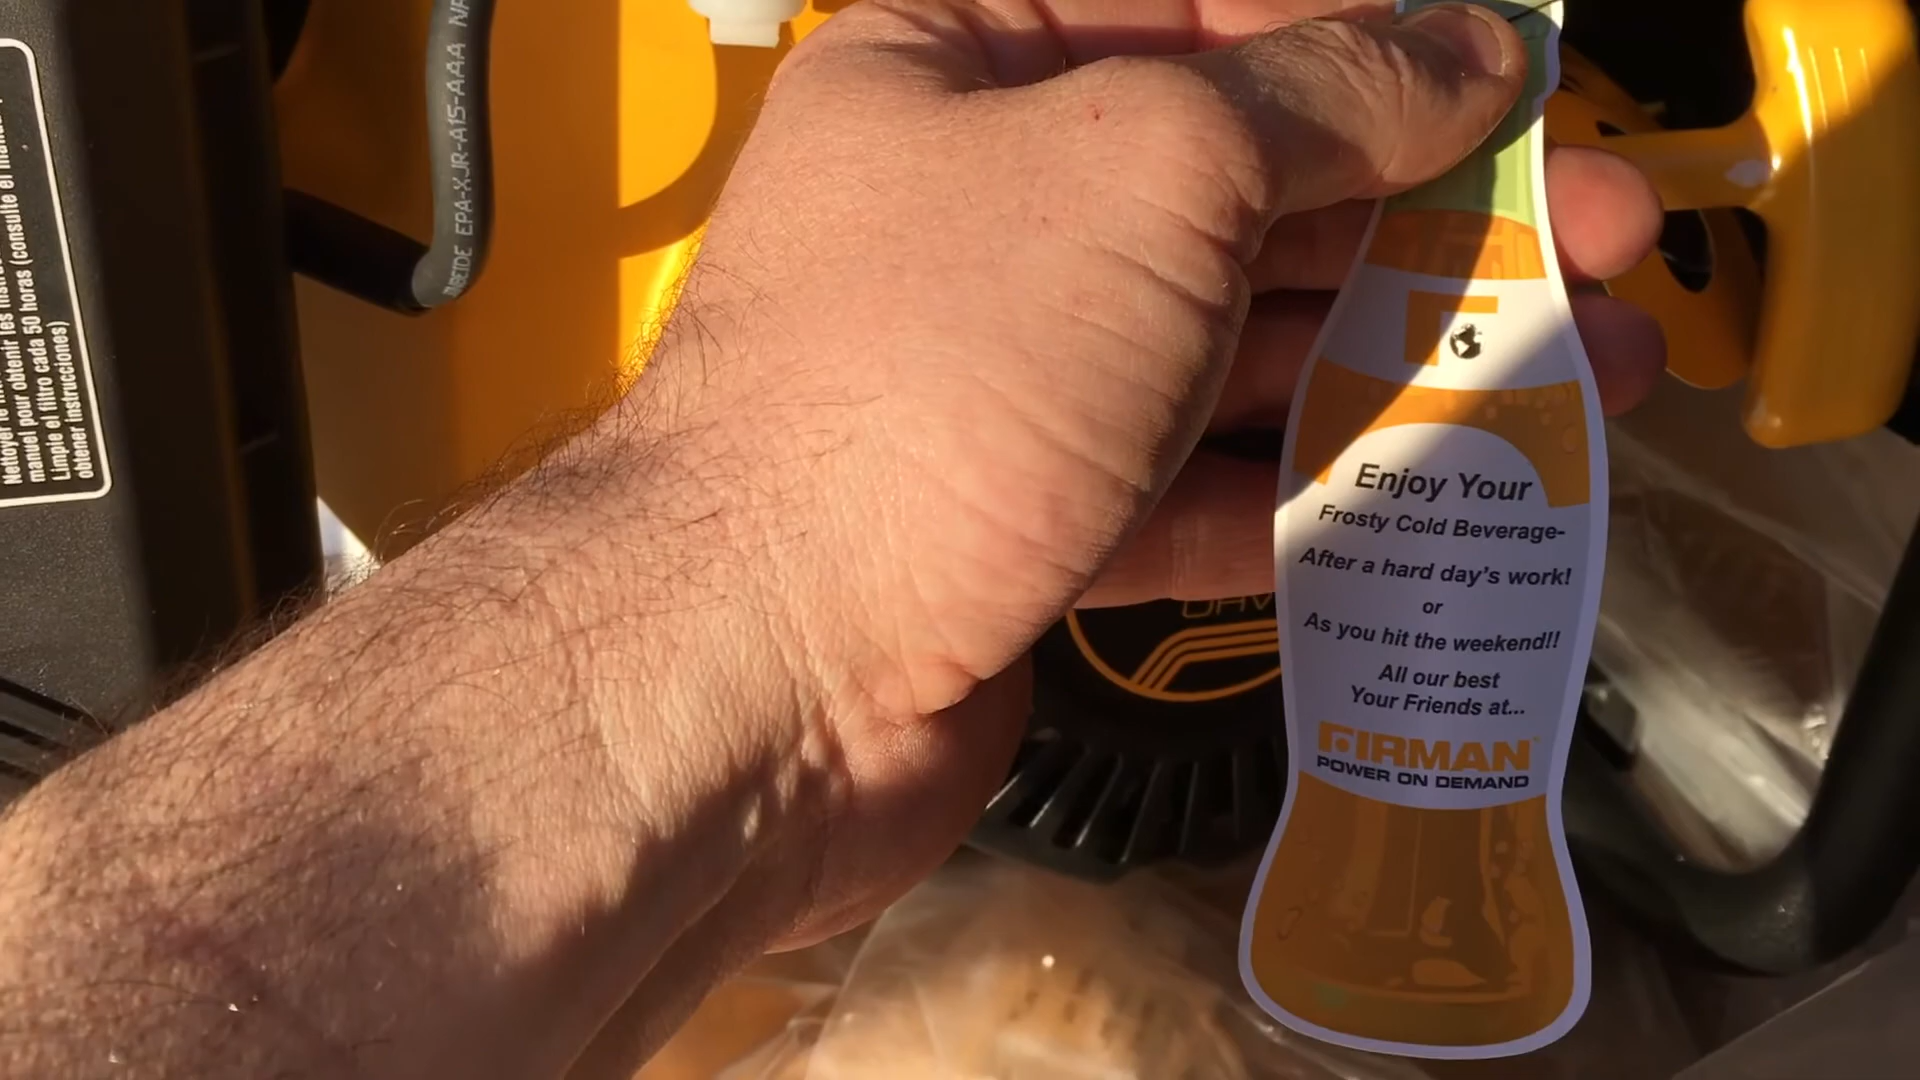 manuel pour obtenir les
Limpie el filtro cada 50 horas (consulte el
obtener instrucciones)
EPA-XJR-A15-AAA
Enjoy Your
Frosty Cold Beverage-
After a hard day's work!
or
As you hit the weekend!!
All our best
Your Friends at...
FIRMAN
POWER ON DEMAND